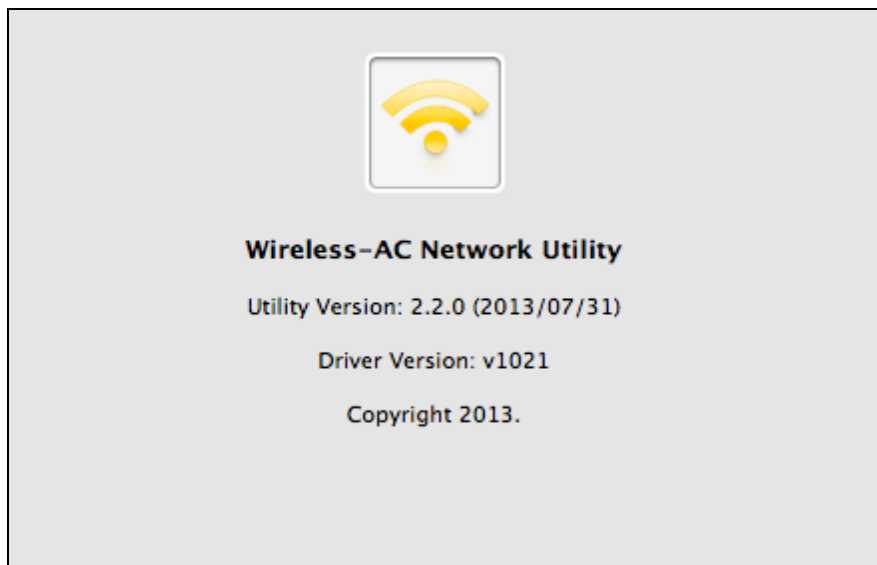 Wireless-AC Network Utility
Utility Version: 2.2.0 (2013/07/31)
Driver Version: v1021
Copyright 2013.